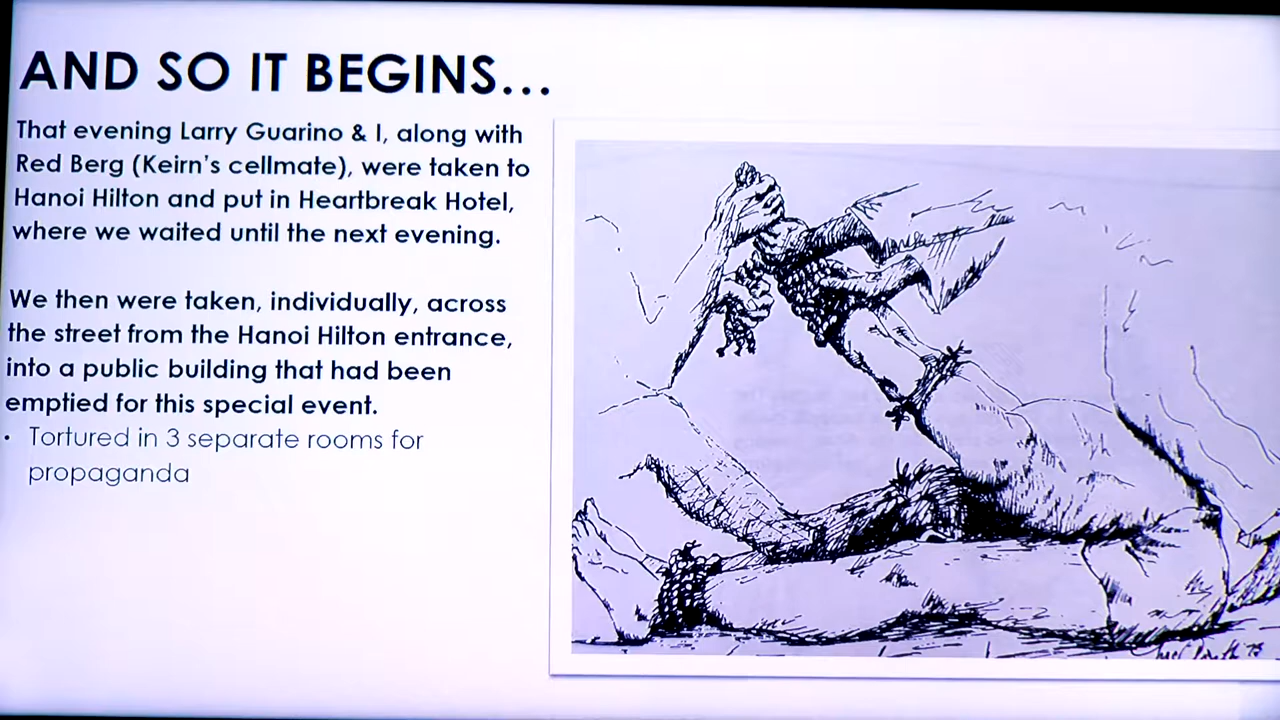 AND SO IT BEGINS...
That evening Larry Guarino & I, along with
Red Berg (Keirn's cellmate), were taken to
Hanoi Hilton and put in Heartbreak Hotel,
where we waited until the next evening.
We then were taken, individually, across
the street from the Hanoi Hilton entrance,
into a public building that had been
emptied for this special event.
• Tortured in 3 separate rooms for
propaganda